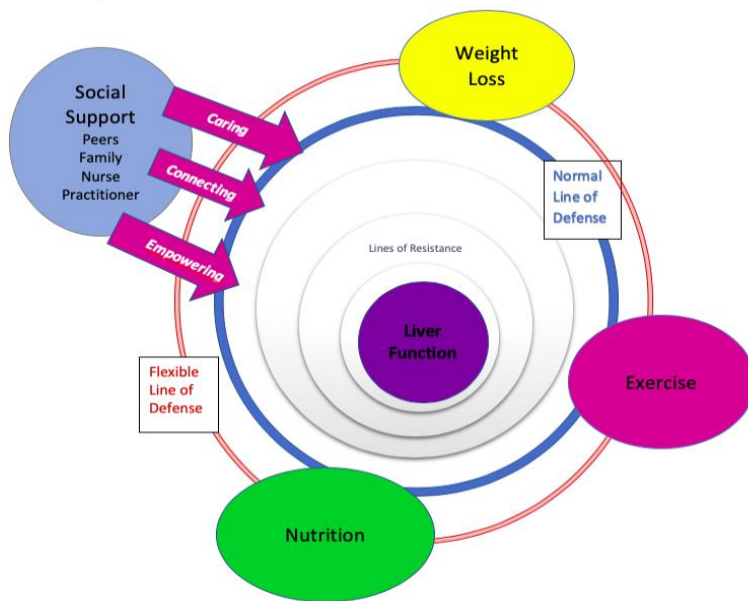 Weight
Loss
Social
Support
Peers
Family
Nurse
Practitioner
Caring
Connecting
Empowering
Normal
Line of
Defense
Lines of Resistance
Liver
Function
Flexible
Line of
Defense
Exercise
Nutrition